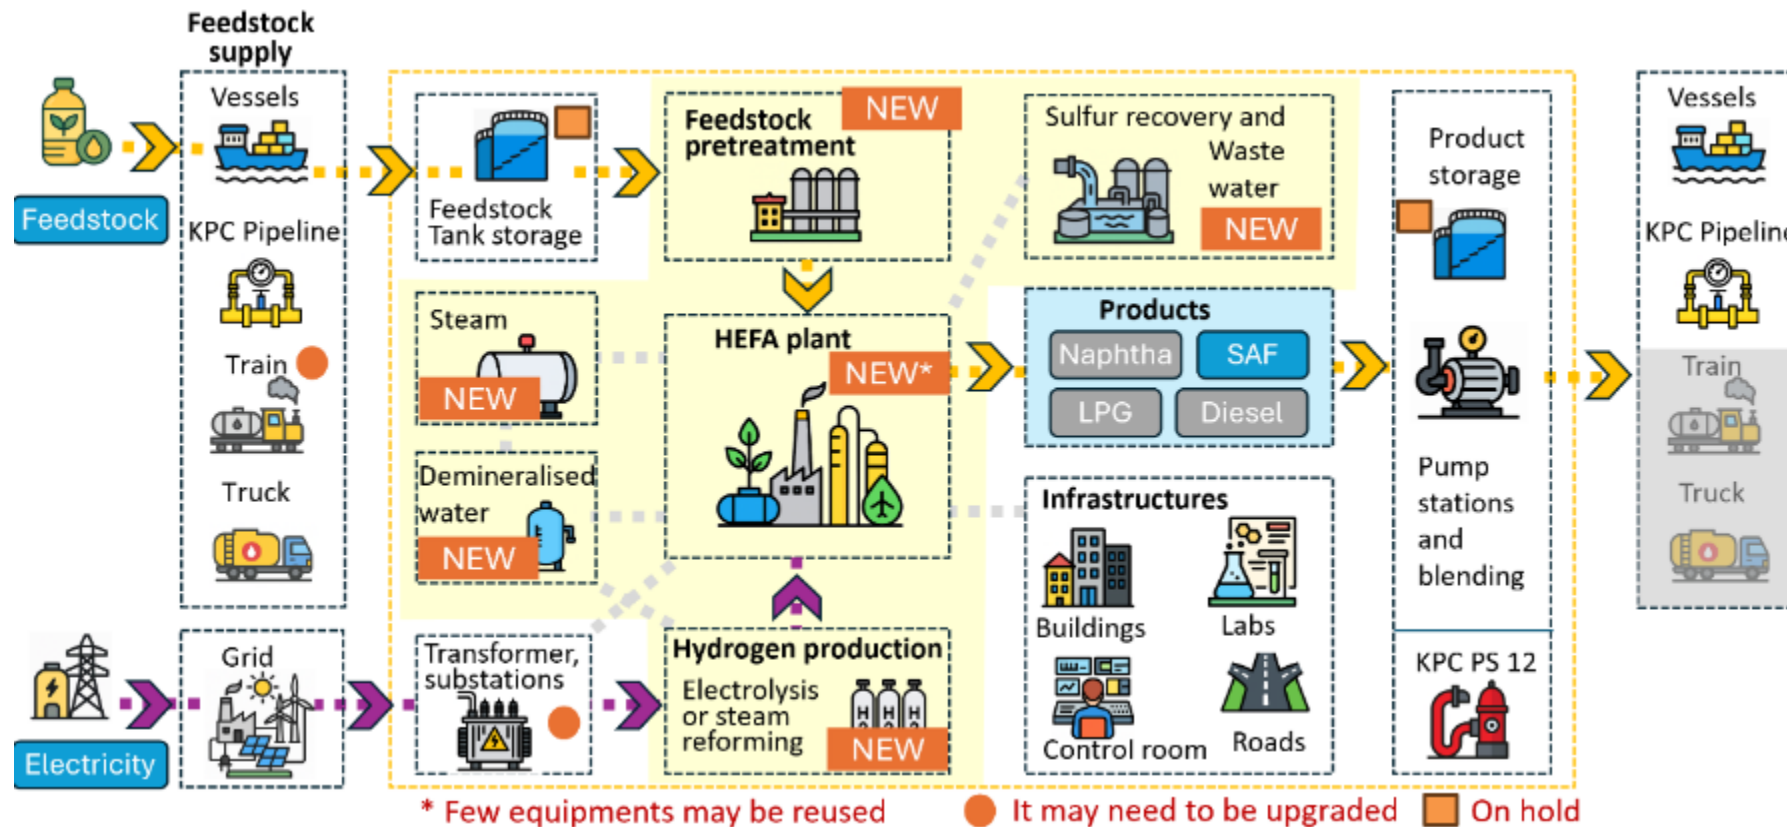 Feedstock
supply
Feedstock
Vessels
KPC Pipeline
Train
Truck
Electricity
Grid
Feedstock
Tank storage
Steam
NEW
Demineralised
water
NEW
Transformer,
substations
Feedstock
pretreatment
NEW
HEFA plant
NEW*
Hydrogen production
Electrolysis
or steam
reforming
NEW
Sulfur recovery and
Waste
water
NEW
Products
Naphtha
SAF
LPG
Diesel
Infrastructures
Buildings
Labs
Control room
Roads
Product
storage
Pump
stations
and
blending
KPC PS 12
Vessels
KPC Pipeline
Train
Truck
* Few equipments may be reused
It may need to be upgraded
On hold